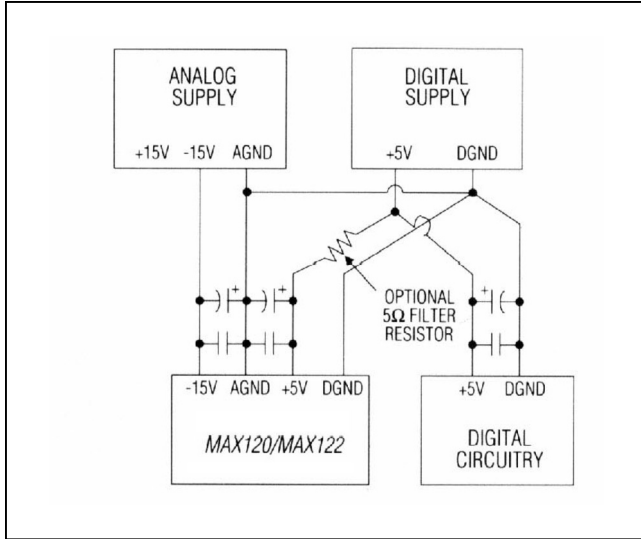 ANALOG
SUPPLY
+15V -15V AGND
DIGITAL
SUPPLY
+5V DGND
+ +
OPTIONAL
5Ω FILTER
RESISTOR
+
-15V AGND +5V DGND
MAX120/MAX122
+5V DGND
DIGITAL
CIRCUITRY